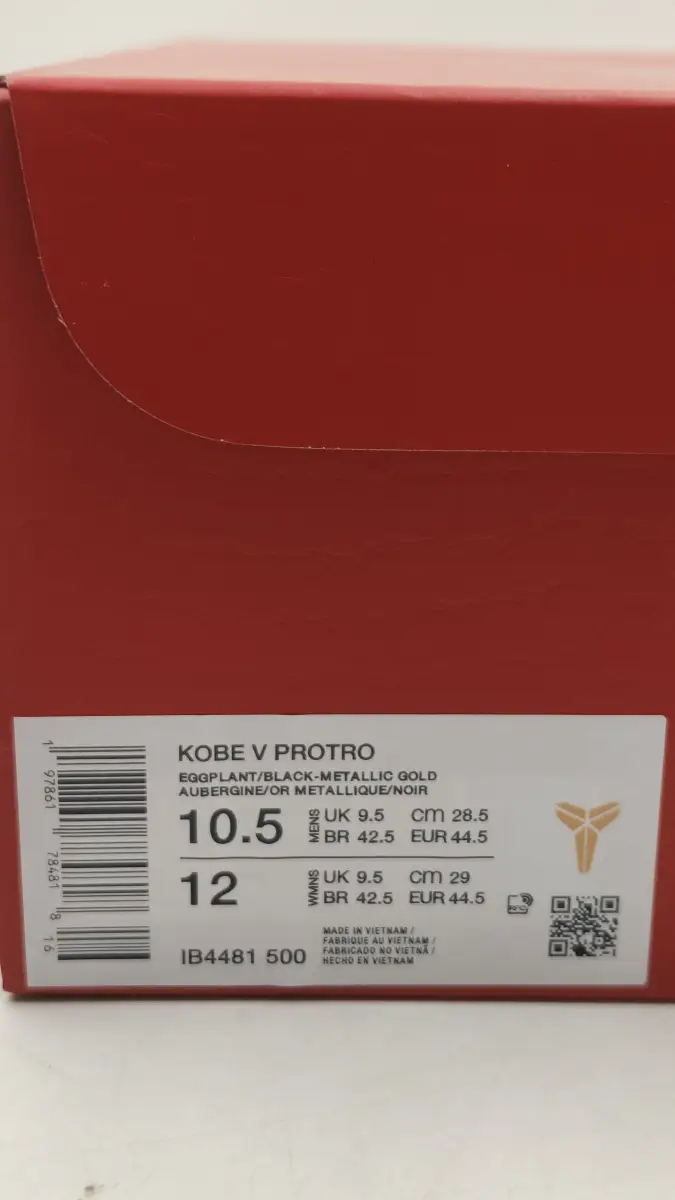 KOBE V PROTRO
EGGPLANT/BLACK-METALLIC GOLD
AUBERGINE/OR METALLIQUE/NOIR
10.5 MENS UK 9.5 CM 28.5
BR 42.5 EUR 44.5
12 WMNS UK 9.5 CM 29
BR 42.5 EUR 44.5
IB4481 500
MADE IN VIETNAM /
FABRIQUE AU VIETNAM /
FABRICADO NO VIETNÃ /
HECHO EN VIETNAM
1 97861 78481 8 16